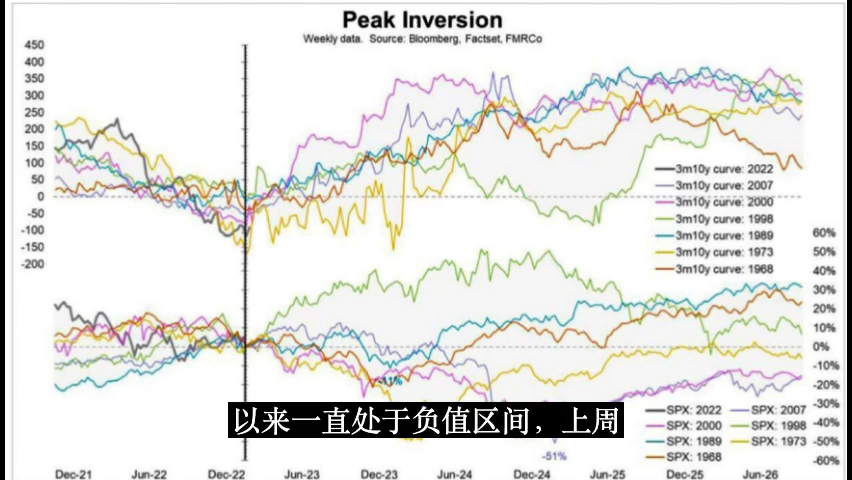 Peak Inversion
Weekly data. Source: Bloomberg, Factset, FMRCo
450
400
350
300
250
200
150
100
50
0
-50
-100
-150
-200
3m10y curve: 2022
3m10y curve: 2007
3m10y curve: 2000
3m10y curve: 1998
3m10y curve: 1989
3m10y curve: 1973
3m10y curve: 1968
60%
50%
40%
30%
20%
10%
0%
-10%
-20%
-30%
-40%
-50%
-60%
-11%
-51%
SPX: 2022 SPX: 2007
SPX: 2000 SPX: 1998
SPX: 1989 SPX: 1973
SPX: 1968
以来一直处于负值区间，上周
Dec-21 Jun-22 Dec-22 Jun-23 Dec-23 Jun-24 Dec-24 Jun-25 Dec-25 Jun-26